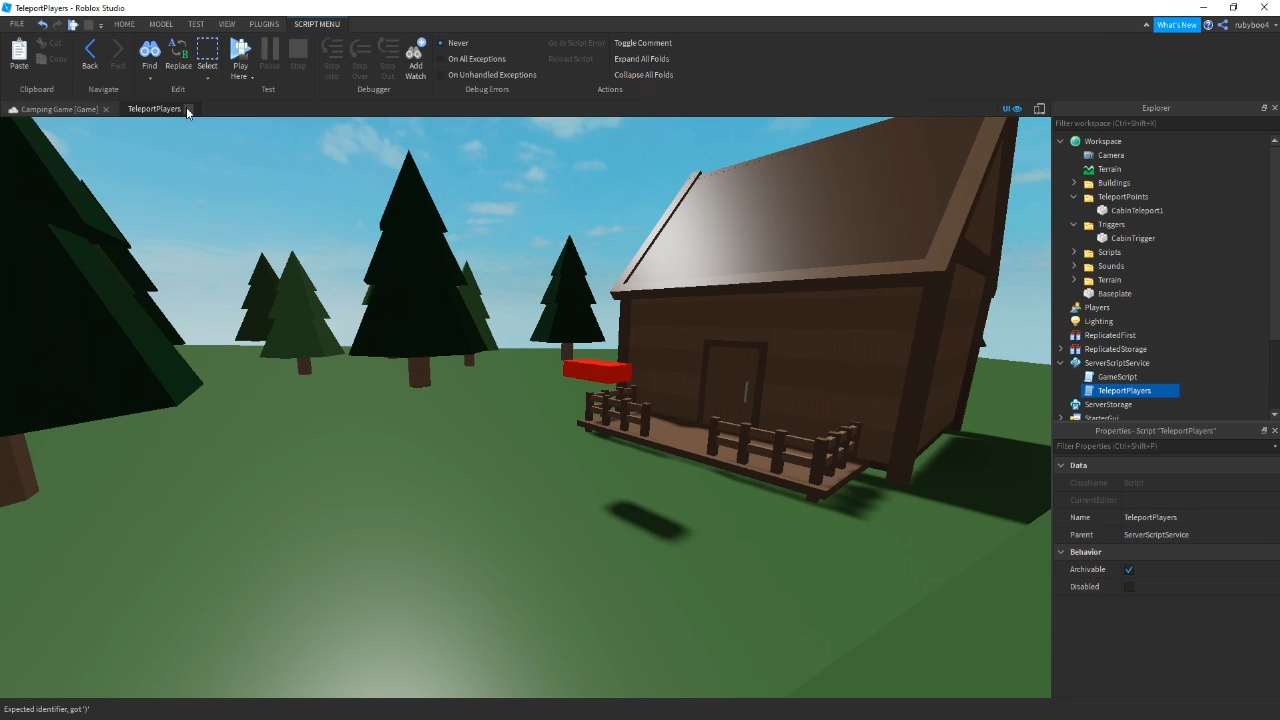 TeleportPlayers - Roblox Studio
FILE HOME MODEL TEST VIEW PLUGINS SCRIPT MENU What's New rubyboo4
Paste Cut Copy Back Fwd Find Replace Select Play Here Pause Stop Step Into Step Over Step Out Add Watch
Never Go to Script Error Toggle Comment
On All Exceptions Reload Script Expand All Folds
On Unhandled Exceptions Collapse All Folds
Clipboard Navigate Edit Test Debugger Debug Errors Actions
Camping Game [Game] TeleportPlayers UI Explorer
Filter workspace (Ctrl+Shift+X)
Workspace
Camera
Terrain
Buildings
TeleportPoints
CabinTeleport1
Triggers
CabinTrigger
Scripts
Sounds
Terrain
Baseplate
Players
Lighting
ReplicatedFirst
ReplicatedStorage
ServerScriptService
GameScript
TeleportPlayers
ServerStorage
StarterGui
Properties - Script "TeleportPlayers"
Filter Properties (Ctrl+Shift+P)
Data
ClassName Script
CurrentEditor
Name TeleportPlayers
Parent ServerScriptService
Behavior
Archivable
Disabled
Expected identifier, got ')'